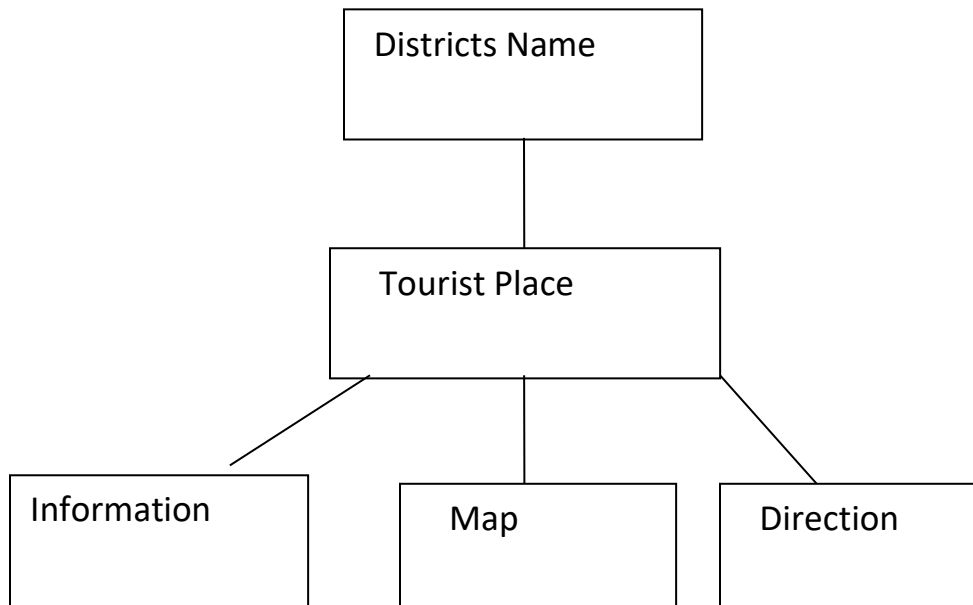 Districts Name
Tourist Place
Information
Map
Direction